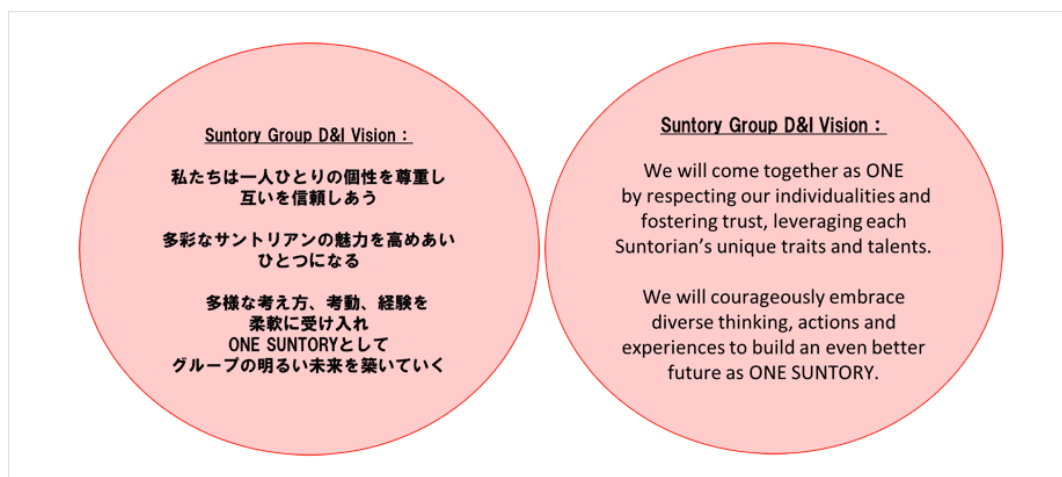 Suntory Group D&I Vision：
私たちは一人ひとりの個性を尊重し
互いを信頼しあう
多彩なサントリアンの魅力を高めあい
ひとつになる
多様な考え方、考動、経験を
柔軟に受け入れ
ONE SUNTORYとして
グループの明るい未来を築いていく
Suntory Group D&I Vision：
We will come together as ONE
by respecting our individualities and
fostering trust, leveraging each
Suntorian’s unique traits and talents.
We will courageously embrace
diverse thinking, actions and
experiences to build an even better
future as ONE SUNTORY.